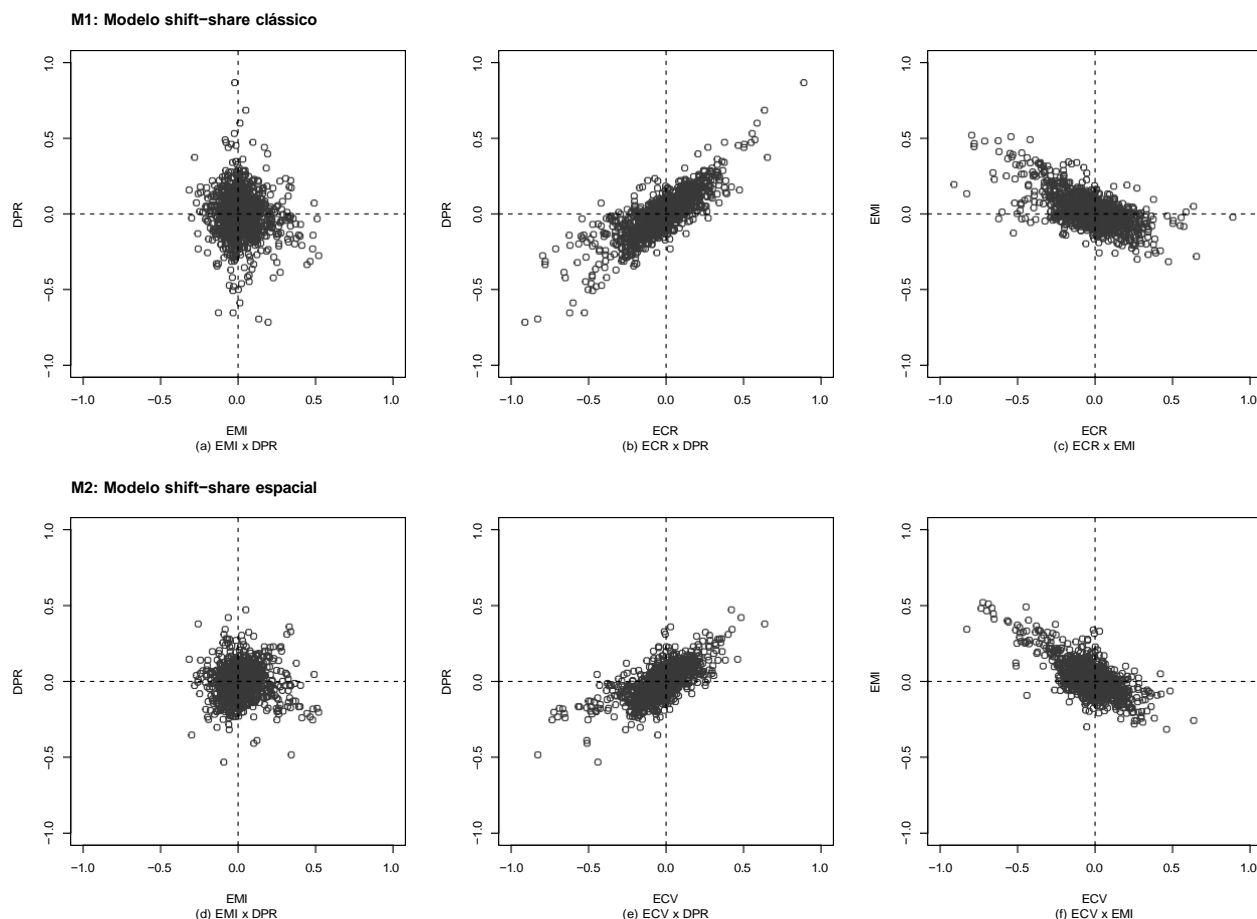 M1: Modelo shift−share clássico
DPR
1.0
0.5
0.0
−0.5
−1.0
−1.0 −0.5 0.0 0.5 1.0
EMI
(a) EMI x DPR
DPR
1.0
0.5
0.0
−0.5
−1.0
−1.0 −0.5 0.0 0.5 1.0
ECR
(b) ECR x DPR
EMI
1.0
0.5
0.0
−0.5
−1.0
−1.0 −0.5 0.0 0.5 1.0
ECR
(c) ECR x EMI
M2: Modelo shift−share espacial
DPR
1.0
0.5
0.0
−0.5
−1.0
−1.0 −0.5 0.0 0.5 1.0
EMI
(d) EMI x DPR
DPR
1.0
0.5
0.0
−0.5
−1.0
−1.0 −0.5 0.0 0.5 1.0
ECV
(e) ECV x DPR
EMI
1.0
0.5
0.0
−0.5
−1.0
−1.0 −0.5 0.0 0.5 1.0
ECV
(f) ECV x EMI